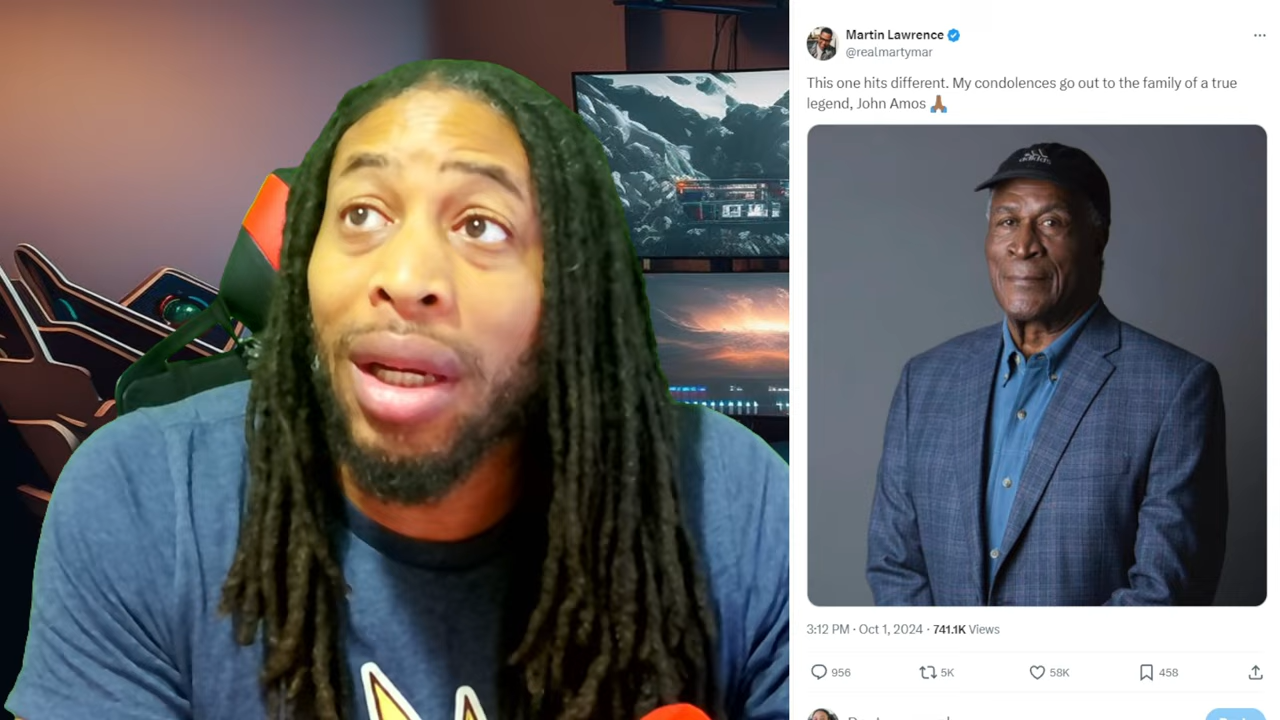 Martin Lawrence
@realmartymar
This one hits different. My condolences go out to the family of a true
legend, John Amos 🙏🏾
adidas
3:12 PM · Oct 1, 2024 · 741.1K Views
956
5K
58K
458